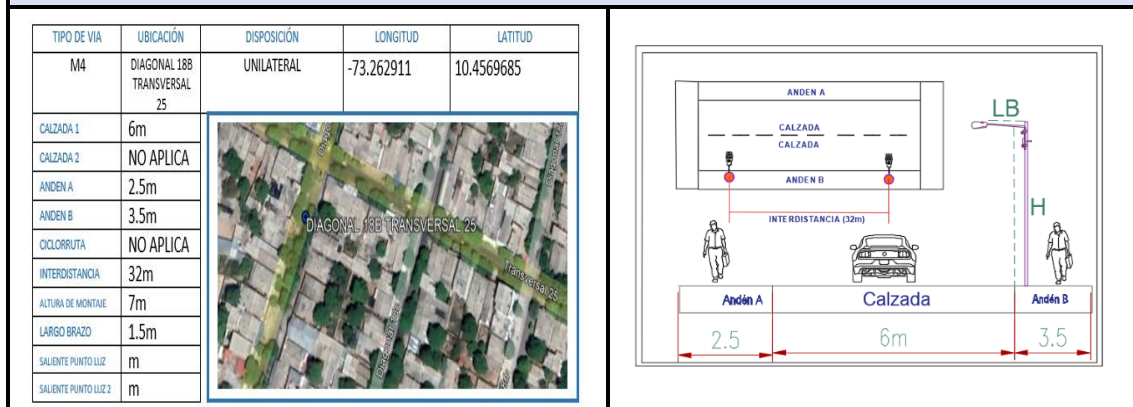 TIPO DE VIA UBICACIÓN DISPOSICIÓN LONGITUD LATITUD
M4 DIAGONAL 18B TRANSVERSAL 25 UNILATERAL -73.262911 10.4569685
CALZADA 1 6m
CALZADA 2 NO APLICA
ANDEN A 2.5m
ANDEN B 3.5m
CICLORRUTA NO APLICA
INTERDISTANCIA 32m
ALTURA DE MONTAJE 7m
LARGO BRAZO 1.5m
SALIENTE PUNTO LUZ m
SALIENTE PUNTO LUZ 2 m
DIAGONAL 18B TRANSVERSAL 25
Transversal 25
ANDEN A
CALZADA
CALZADA
ANDEN B
INTERDISTANCIA (32m)
LB
H
Andén A Calzada Andén B
2.5 6m 3.5